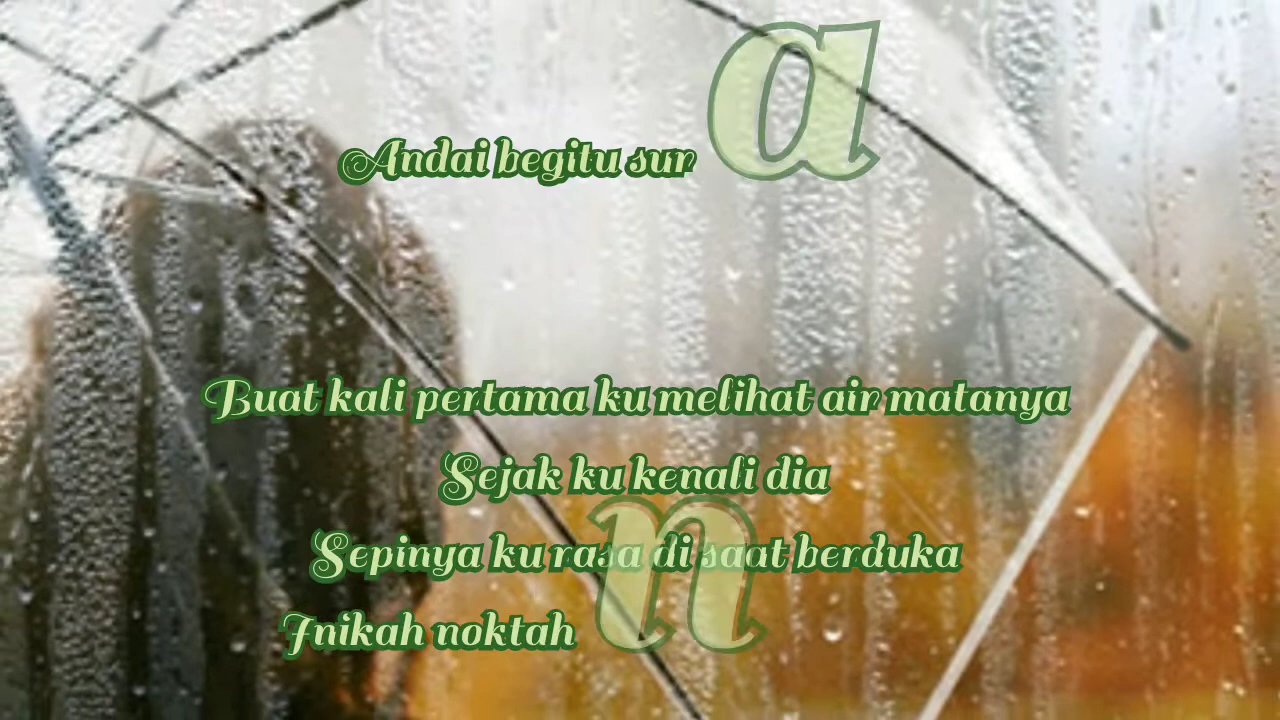 Andai begitu sura
Buat kali pertama ku melihat air matanya
Sejak ku kenali dia
Sepinya ku rasa di saat berduka
Inikah noktah n